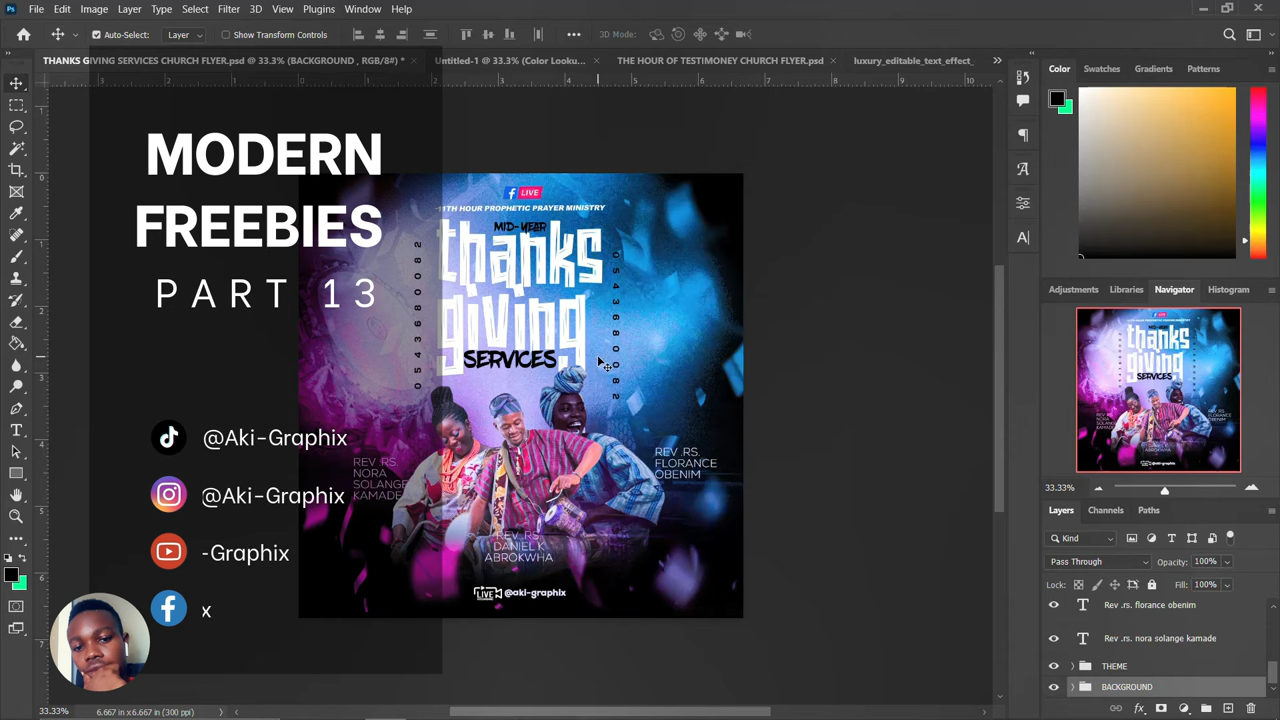 File Edit Image Layer Type Select Filter 3D View Plugins Window Help
Auto-Select: Layer Show Transform Controls 3D Mode:
THANKS GIVING SERVICES CHURCH FLYER.psd @ 33.3% (BACKGROUND , RGB/8#) * Untitled-1 @ 33.3% (Color Looku... THE HOUR OF TESTIMONEY CHURCH FLYER.psd luxury_editable_text_effect_
Color Swatches Gradients Patterns
MODERN
FREEBIES
PART 13
@Aki-Graphix
@Aki-Graphix
-Graphix
x
LIVE
11TH HOUR PROPHETIC PRAYER MINISTRY
MID-YEAR
thanks
giving
SERVICES
0543680082
0543680082
REV .RS.
NORA
SOLANGE
KAMADE
REV .RS.
FLORANCE
OBENIM
REV .RS.
DANIEL K
ABROKWHA
LIVE @aki-graphix
Adjustments Libraries Navigator Histogram
33.33%
Layers Channels Paths
Kind
Pass Through Opacity: 100%
Lock: Fill: 100%
Rev .rs. florance obenim
Rev .rs. nora solange kamade
THEME
BACKGROUND
33.33% 6.667 in x 6.667 in (300 ppi)